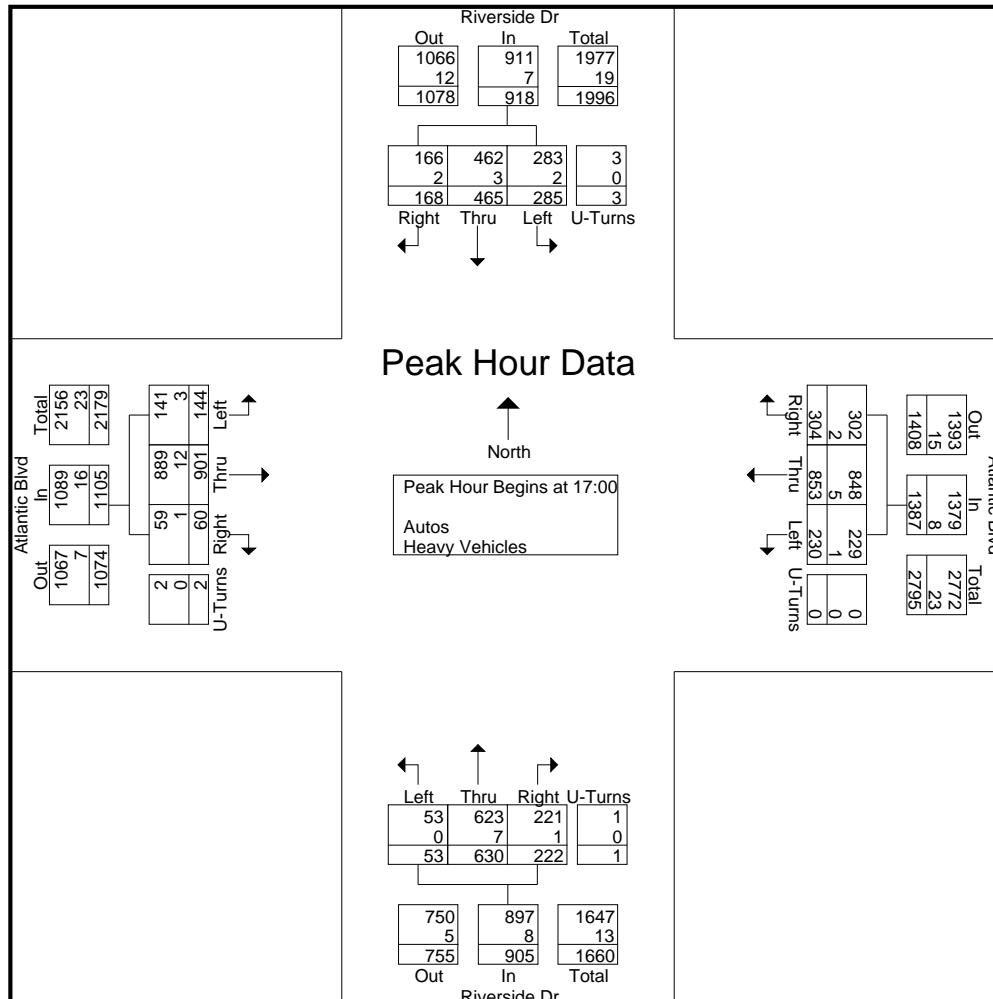 Riverside Dr
Out In Total
1066 911 1977
12 7 19
1078 918 1996
166 462 283 3
2 3 2 0
168 465 285 3
Right Thru Left U-Turns
Peak Hour Data
North
Peak Hour Begins at 17:00
Autos
Heavy Vehicles
Atlantic Blvd
Out In Total
1067 1089 2156
7 16 23
1074 1105 2179
141 889 59 2
3 12 1 0
144 901 60 2
Left Thru Right U-Turns
Atlantic Blvd
Out In Total
1393 1379 2772
15 8 23
1408 1387 2795
302 848 229 0
2 5 1 0
304 853 230 0
Right Thru Left U-Turns
Left Thru Right U-Turns
53 623 221 1
0 7 1 0
53 630 222 1
750 897 1647
5 8 13
755 905 1660
Out In Total
Riverside Dr